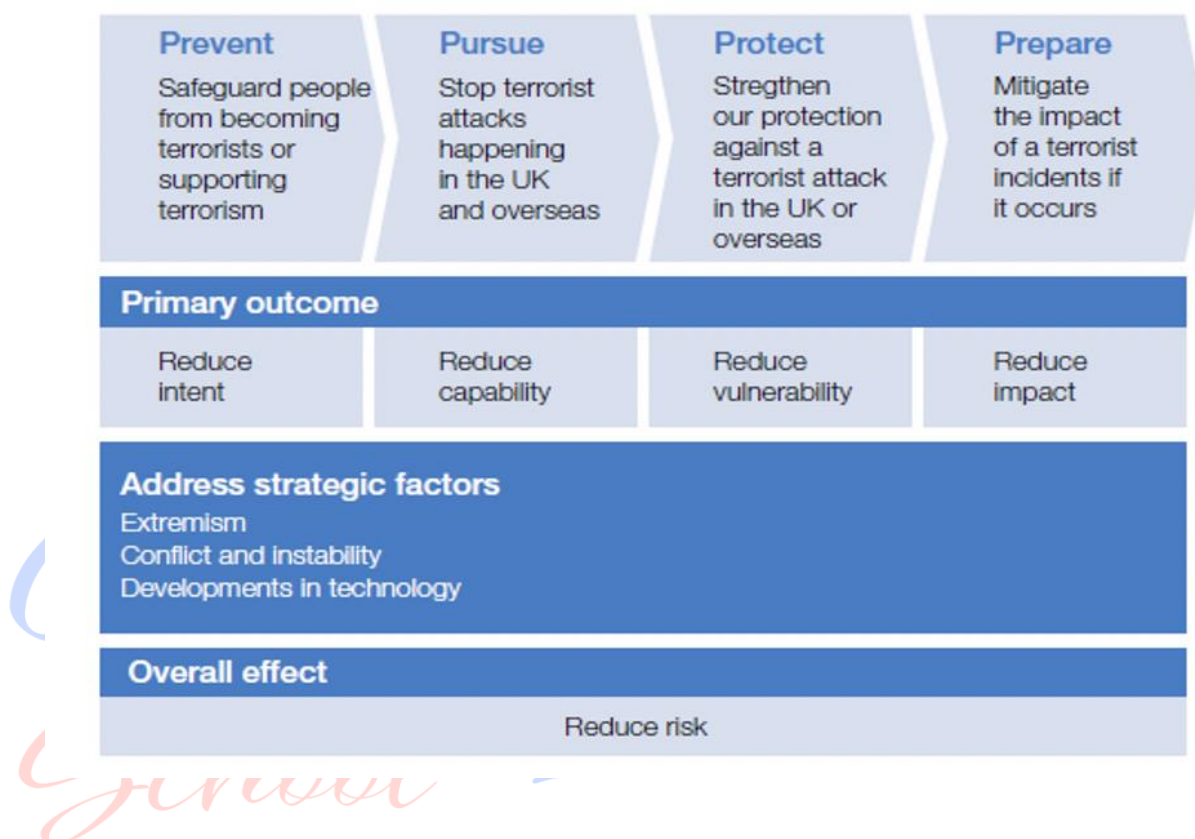 Prevent
Safeguard people
from becoming
terrorists or
supporting
terrorism
Pursue
Stop terrorist
attacks
happening
in the UK
and overseas
Protect
Stregthen
our protection
against a
terrorist attack
in the UK or
overseas
Prepare
Mitigate
the impact
of a terrorist
incidents if
it occurs
Primary outcome
Reduce
intent
Reduce
capability
Reduce
vulnerability
Reduce
impact
Address strategic factors
Extremism
Conflict and instability
Developments in technology
Overall effect
Reduce risk
School